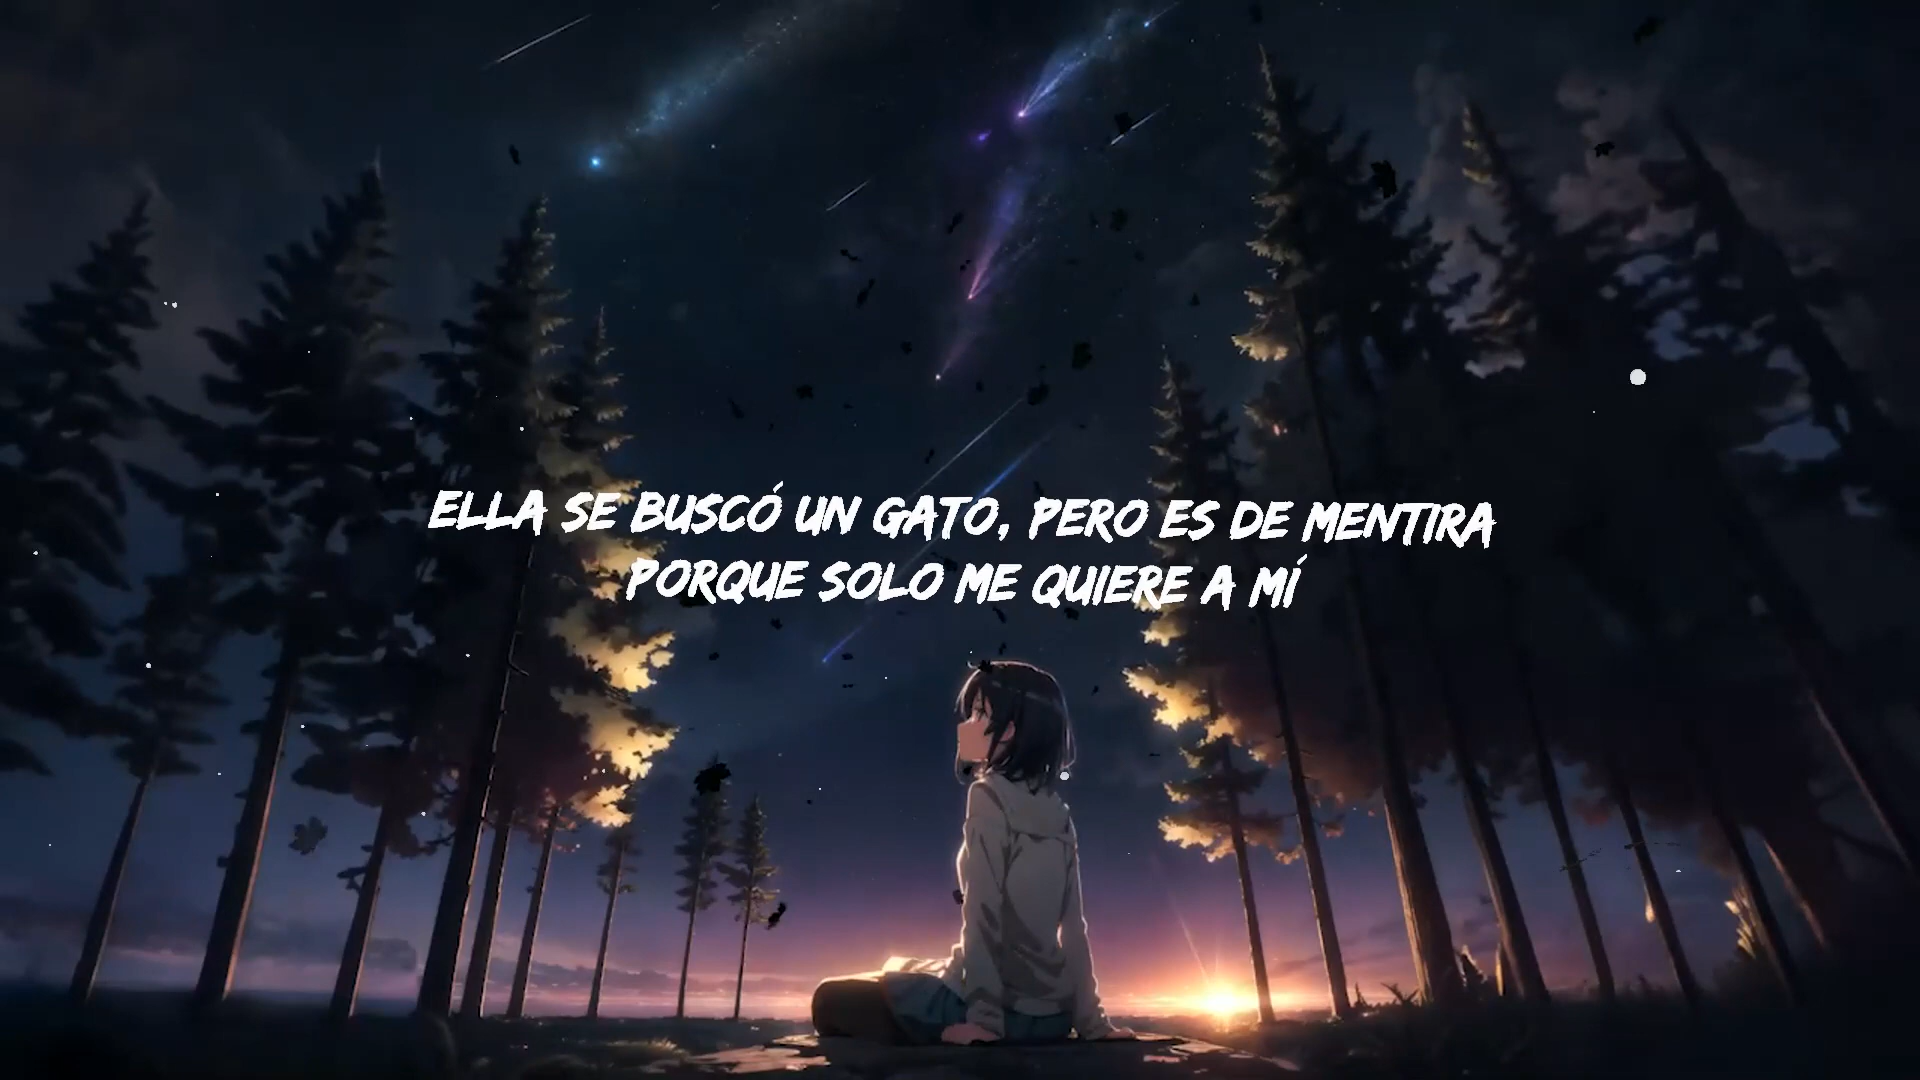 ELLA SE BUSCÓ UN GATO, PERO ES DE MENTIRA
PORQUE SOLO ME QUIERE A MÍ